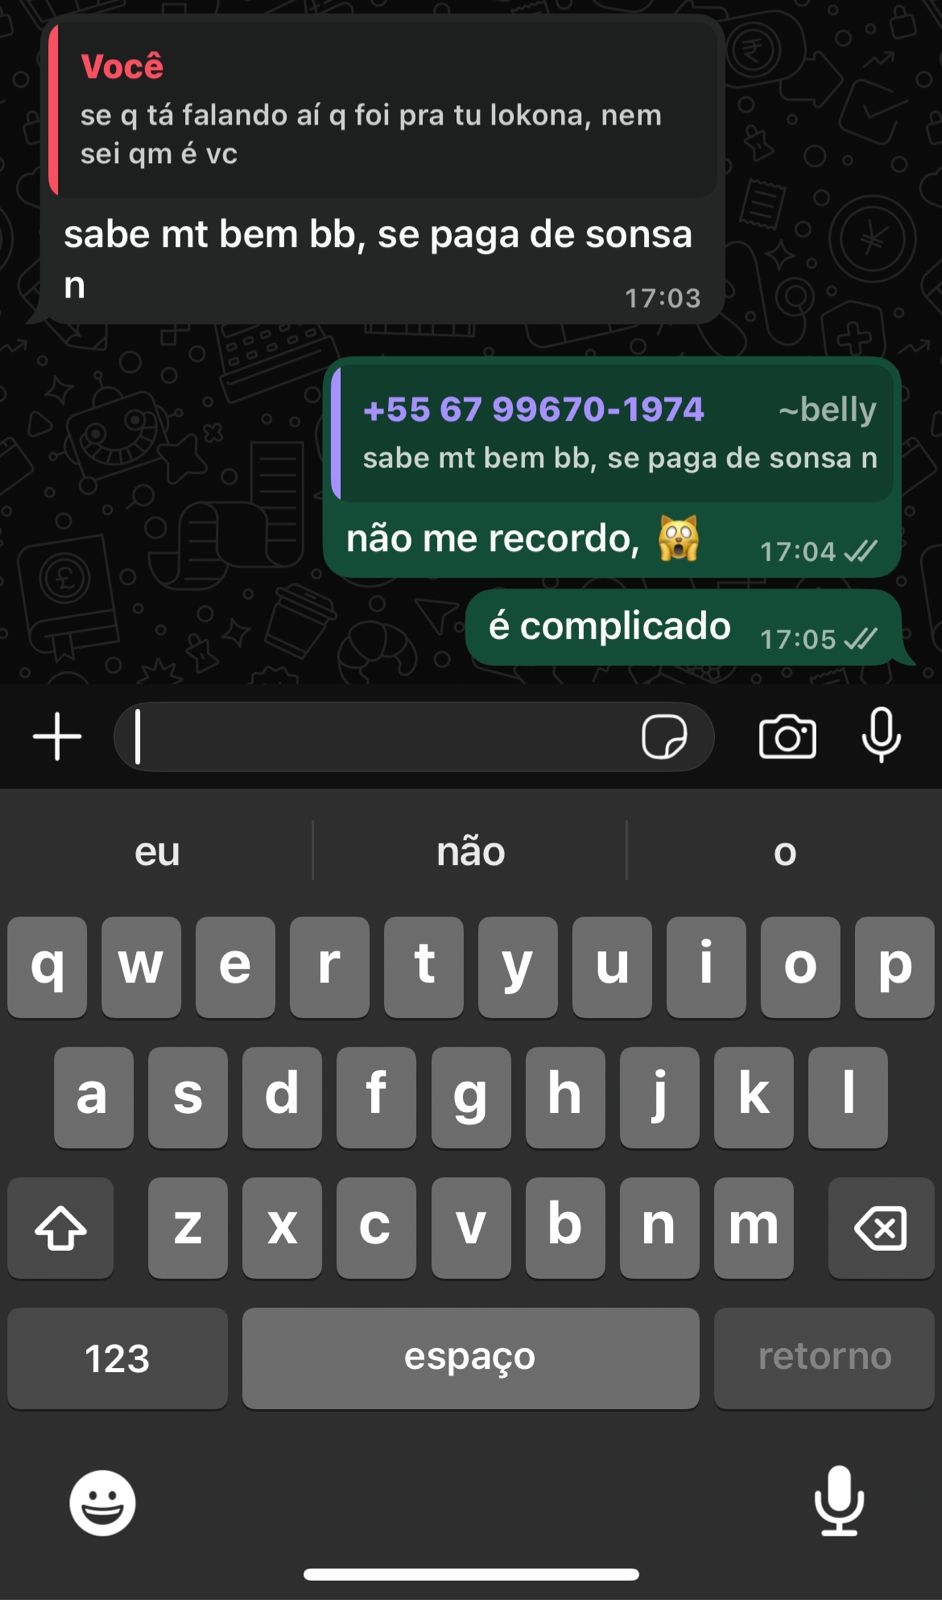 Você
se q tá falando aí q foi pra tu lokona, nem
sei qm é vc
sabe mt bem bb, se paga de sonsa
n
17:03
+55 67 99670-1974 ~belly
sabe mt bem bb, se paga de sonsa n
não me recordo, 🙀 17:04
é complicado 17:05
eu não o
q w e r t y u i o p
a s d f g h j k l
z x c v b n m
123 espaço retorno